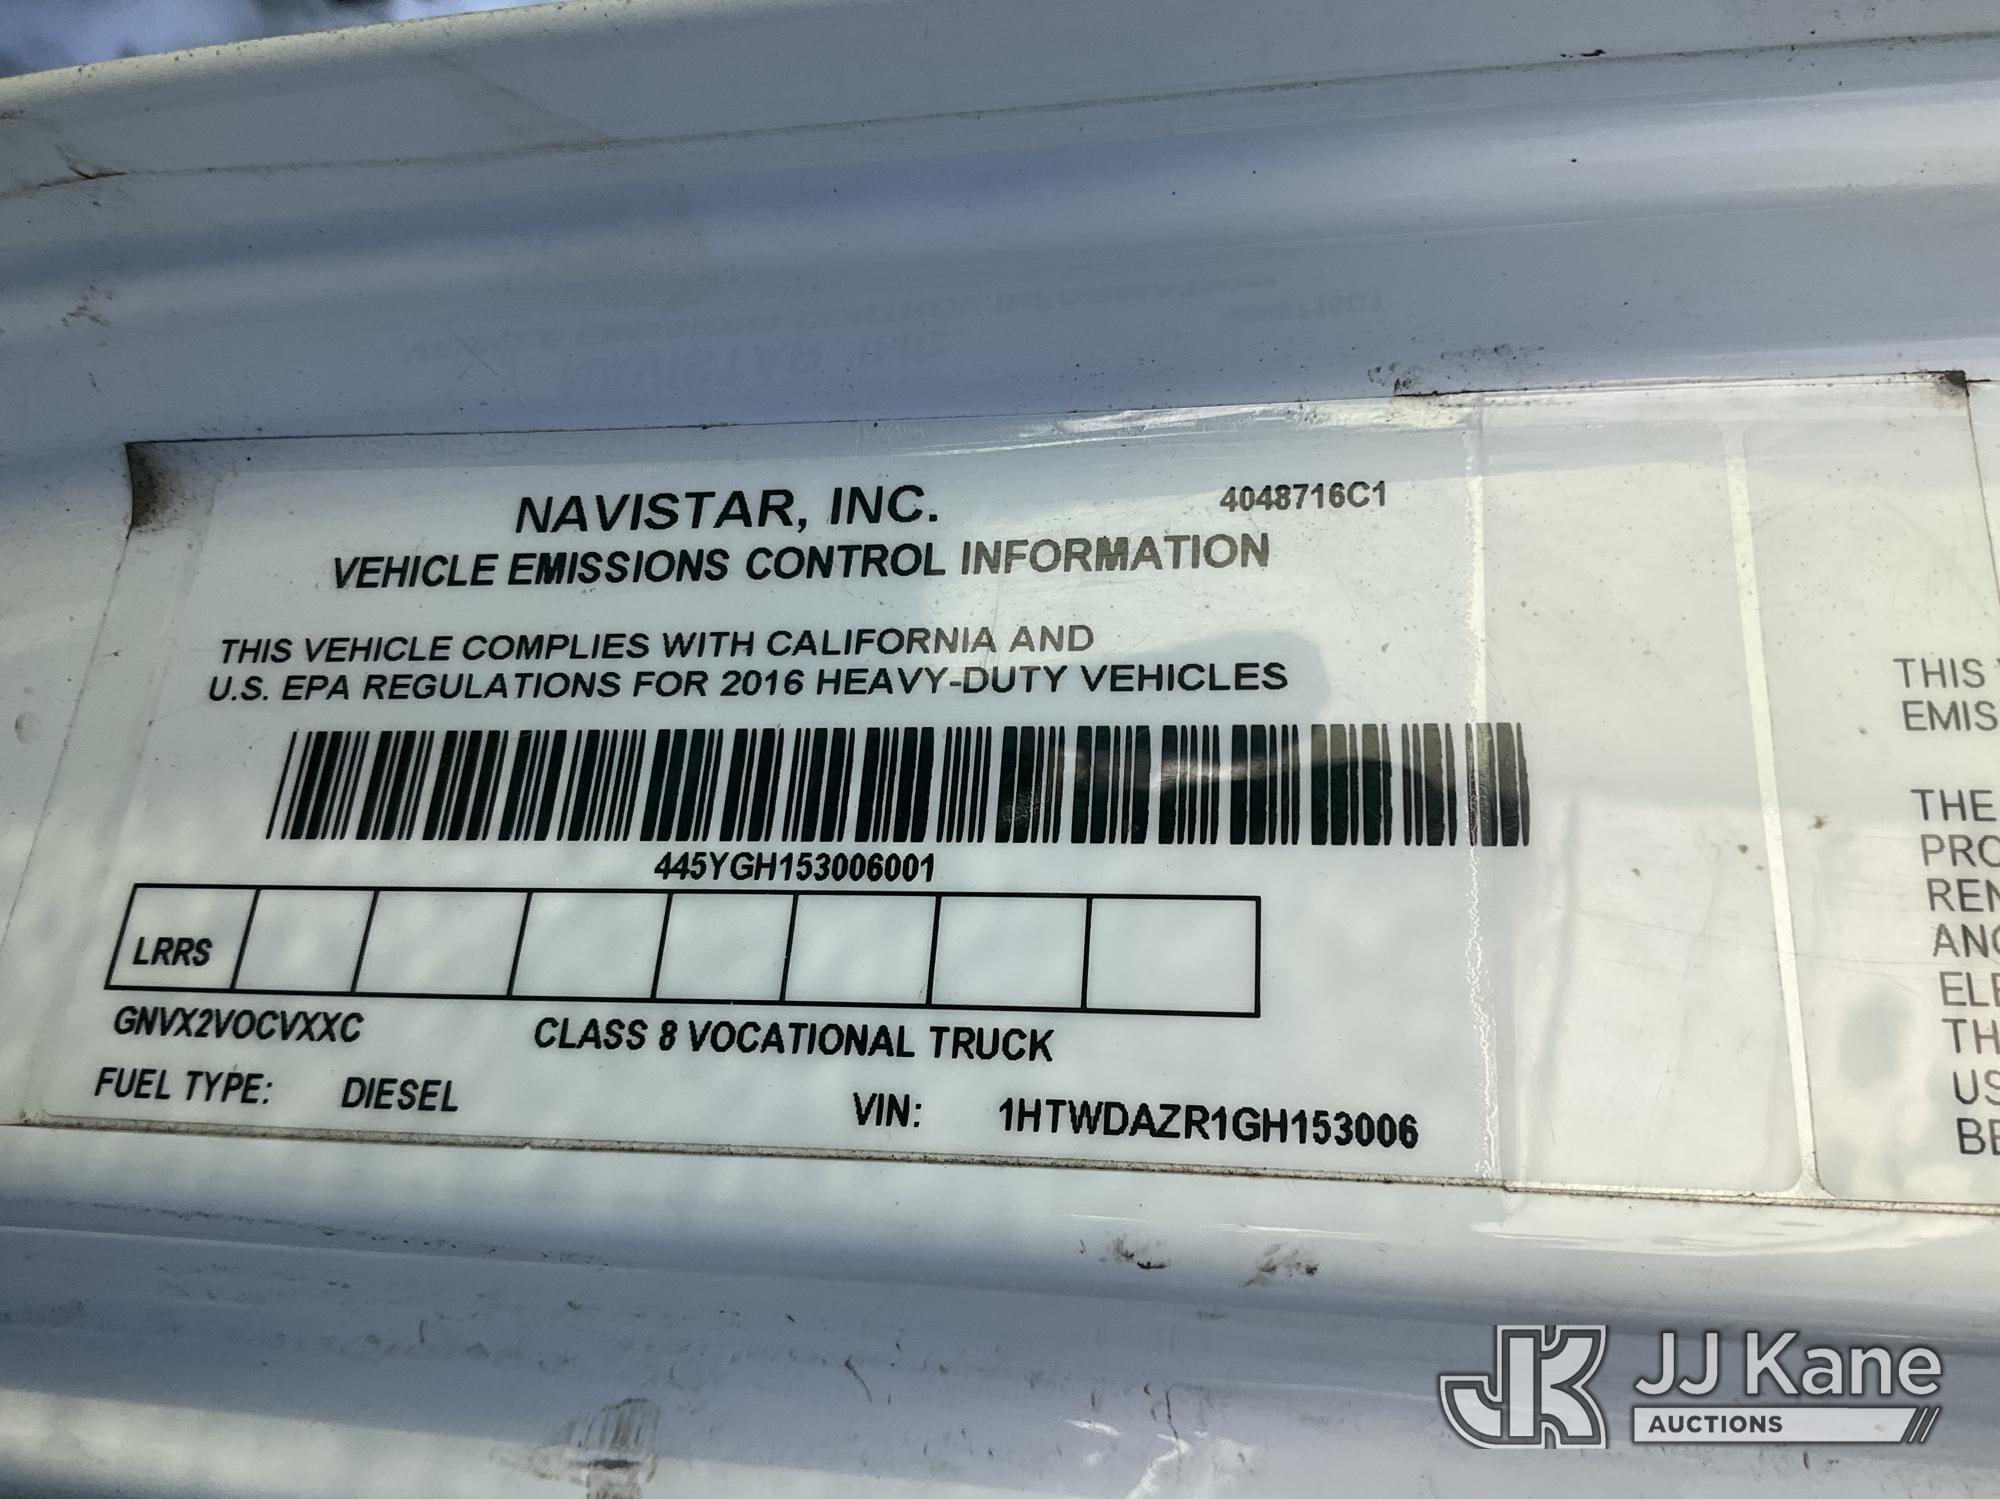 NAVISTAR, INC.
4048716C1
VEHICLE EMISSIONS CONTROL INFORMATION
THIS VEHICLE COMPLIES WITH CALIFORNIA AND
U.S. EPA REGULATIONS FOR 2016 HEAVY-DUTY VEHICLES
445YGH153006001
LRRS
GNVX2VOCVXXC CLASS 8 VOCATIONAL TRUCK
FUEL TYPE: DIESEL VIN: 1HTWDAZR1GH153006
THIS
EMIS
THE
PRO
REN
ANG
ELE
TH
US
BE
JK JJ Kane
AUCTIONS